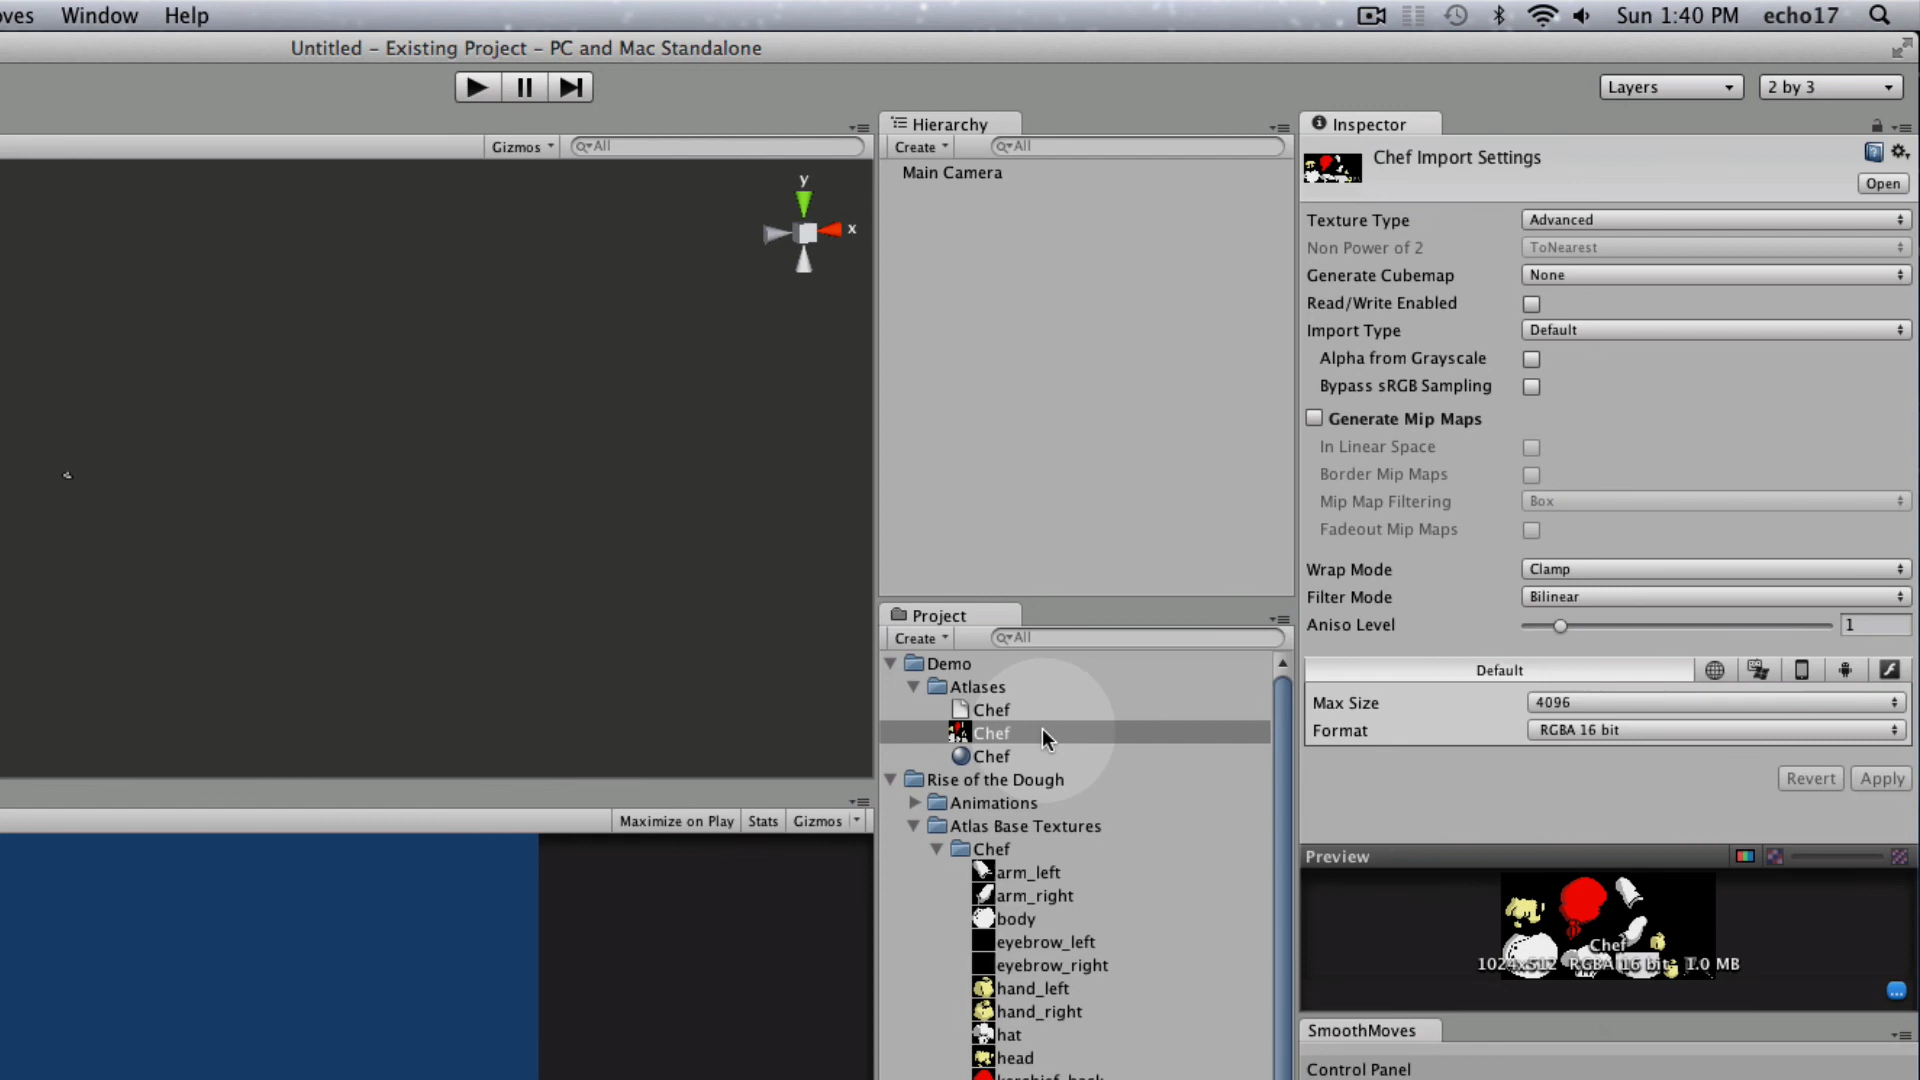 oves Window Help
Sun 1:40 PM echo17
Untitled - Existing Project - PC and Mac Standalone
Layers
2 by 3
Gizmos
All
Hierarchy
Create
All
Main Camera
y
x
Inspector
Chef Import Settings
Open
Texture Type Advanced
Non Power of 2 ToNearest
Generate Cubemap None
Read/Write Enabled
Import Type Default
Alpha from Grayscale
Bypass sRGB Sampling
Generate Mip Maps
In Linear Space
Border Mip Maps
Mip Map Filtering Box
Fadeout Mip Maps
Wrap Mode Clamp
Filter Mode Bilinear
Aniso Level 1
Default
Max Size 4096
Format RGBA 16 bit
Revert Apply
Project
Create
All
Demo
Atlases
Chef
Chef
Chef
Rise of the Dough
Animations
Atlas Base Textures
Chef
arm_left
arm_right
body
eyebrow_left
eyebrow_right
hand_left
hand_right
hat
head
kerchief_back
Maximize on Play Stats Gizmos
Preview
Chef
1024x512 RGBA 16 bit 1.0 MB
SmoothMoves
Control Panel